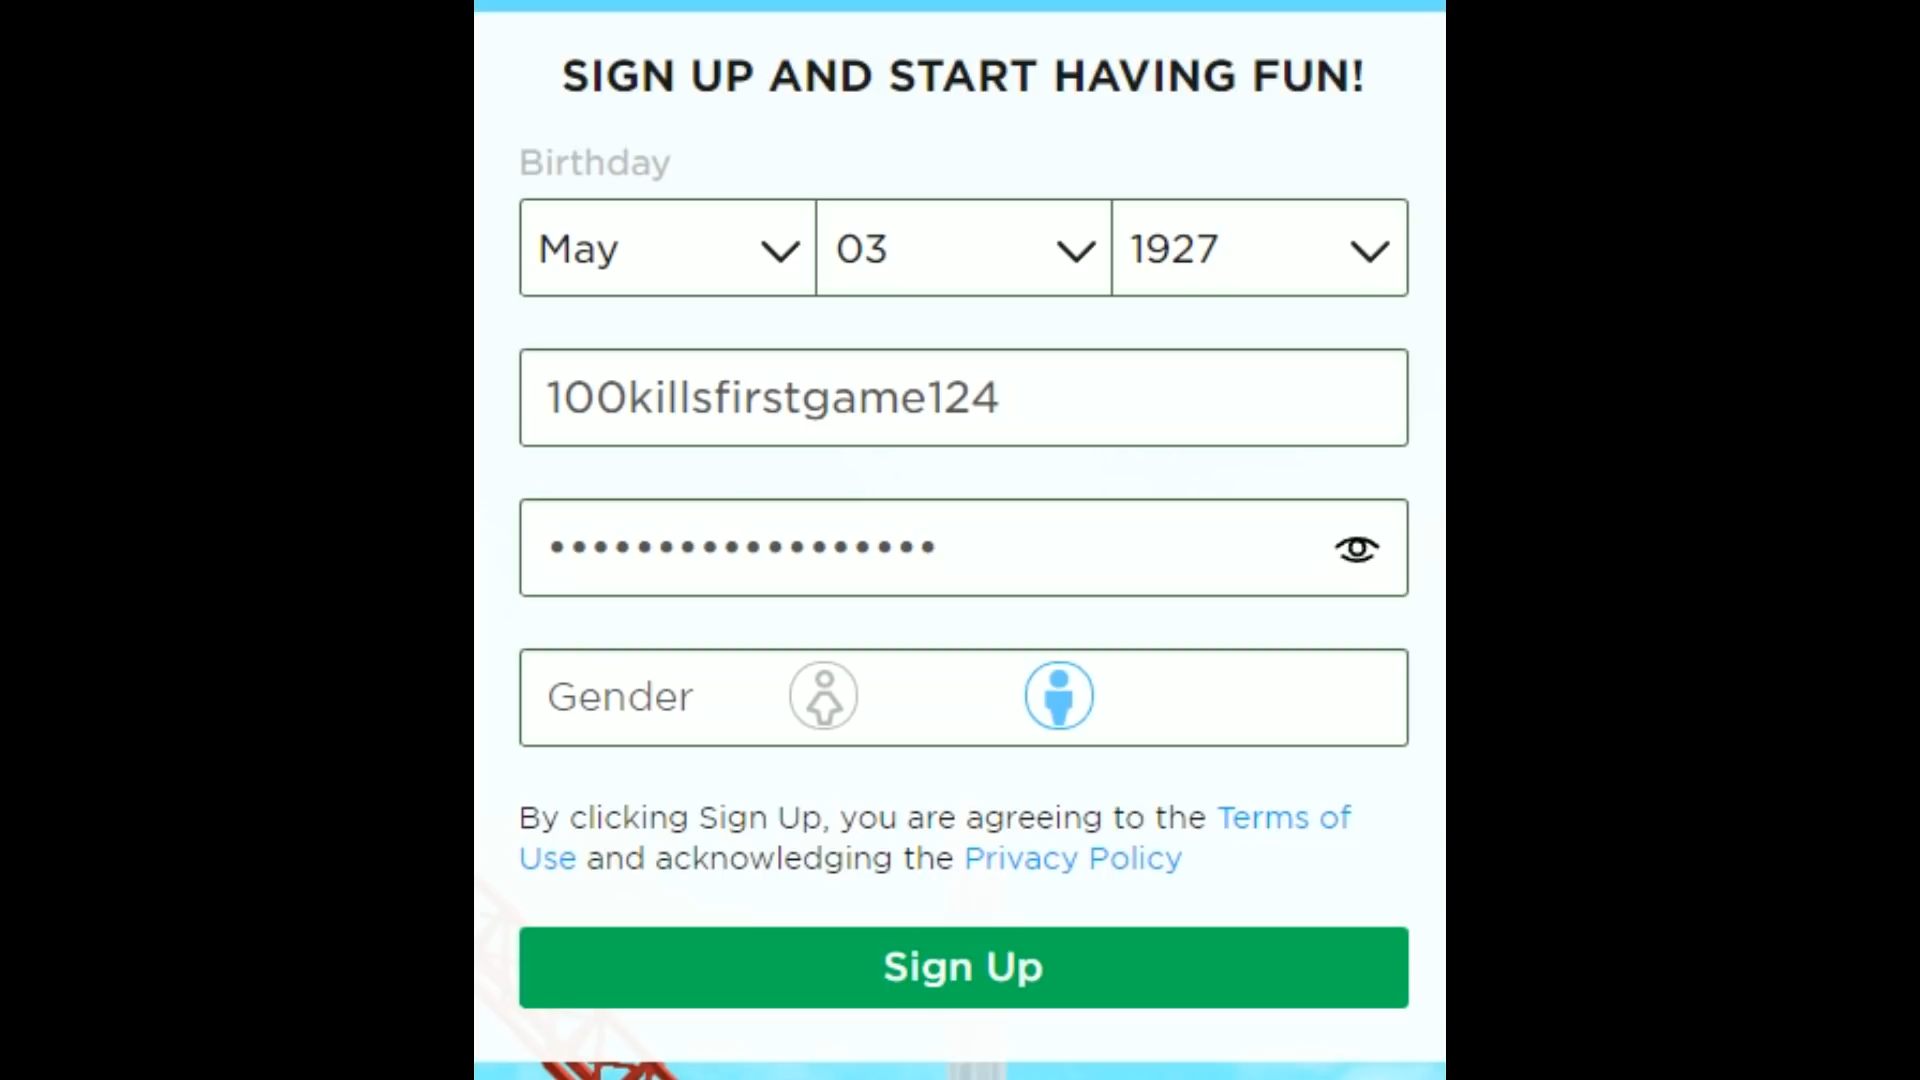 SIGN UP AND START HAVING FUN!
Birthday
May 03 1927
100killsfirstgame124
••••••••••••••••••
Gender
By clicking Sign Up, you are agreeing to the Terms of
Use and acknowledging the Privacy Policy
Sign Up